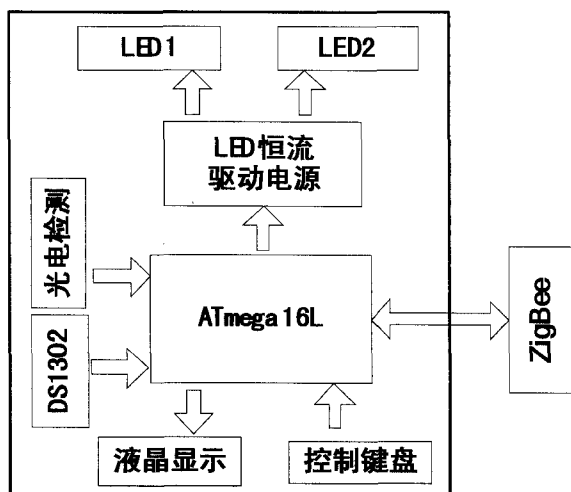 LED1
LED2
LED恒流
驱动电源
光电检测
ATmega16L
ZigBee
DS1302
液晶显示
控制键盘